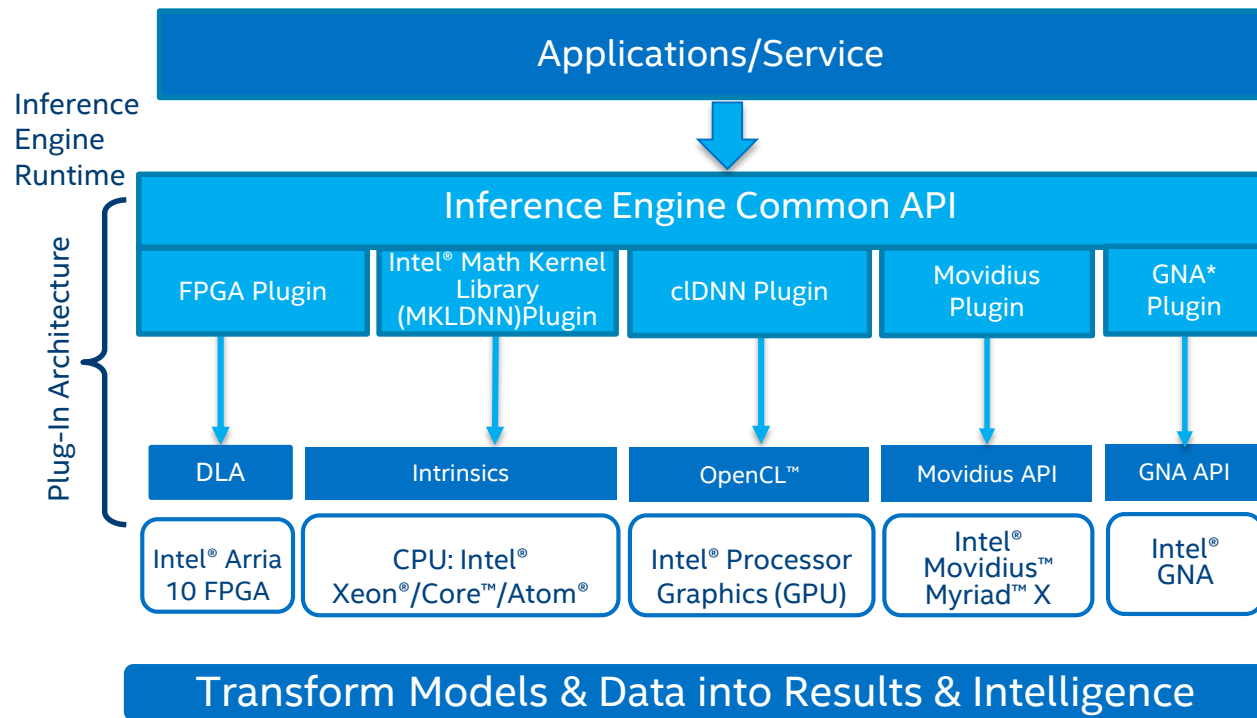 Applications/Service
Inference
Engine
Runtime
Inference Engine Common API
Plug-In Architecture
FPGA Plugin
Intel® Math Kernel
Library
(MKLDNN)Plugin
clDNN Plugin
Movidius
Plugin
GNA*
Plugin
DLA
Intrinsics
OpenCL™
Movidius API
GNA API
Intel® Arria
10 FPGA
CPU: Intel®
Xeon®/Core™/Atom®
Intel® Processor
Graphics (GPU)
Intel®
Movidius™
Myriad™ X
Intel®
GNA
Transform Models & Data into Results & Intelligence